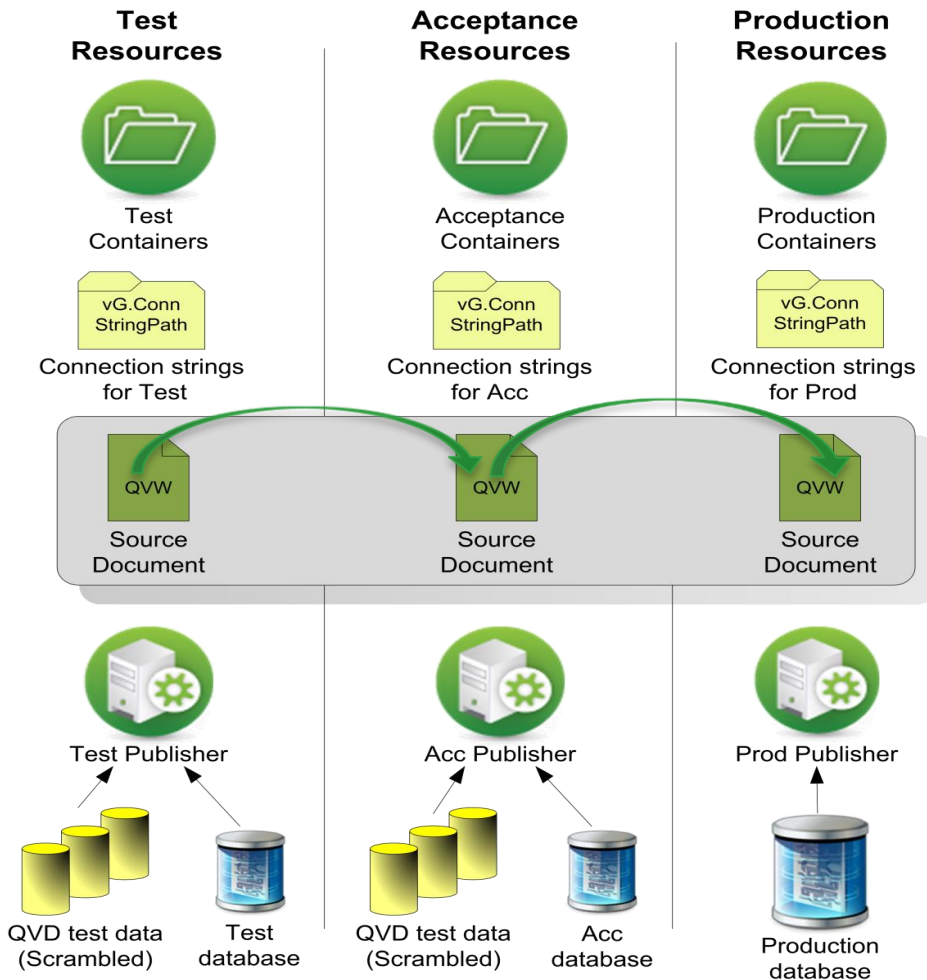 Test
Resources
Acceptance
Resources
Production
Resources
Test
Containers
Acceptance
Containers
Production
Containers
vG.Conn
StringPath
vG.Conn
StringPath
vG.Conn
StringPath
Connection strings
for Test
Connection strings
for Acc
Connection strings
for Prod
QVW
QVW
QVW
Source
Document
Source
Document
Source
Document
Test Publisher
Acc Publisher
Prod Publisher
QVD test data
(Scrambled)
Test
database
QVD test data
(Scrambled)
Acc
database
Production
database